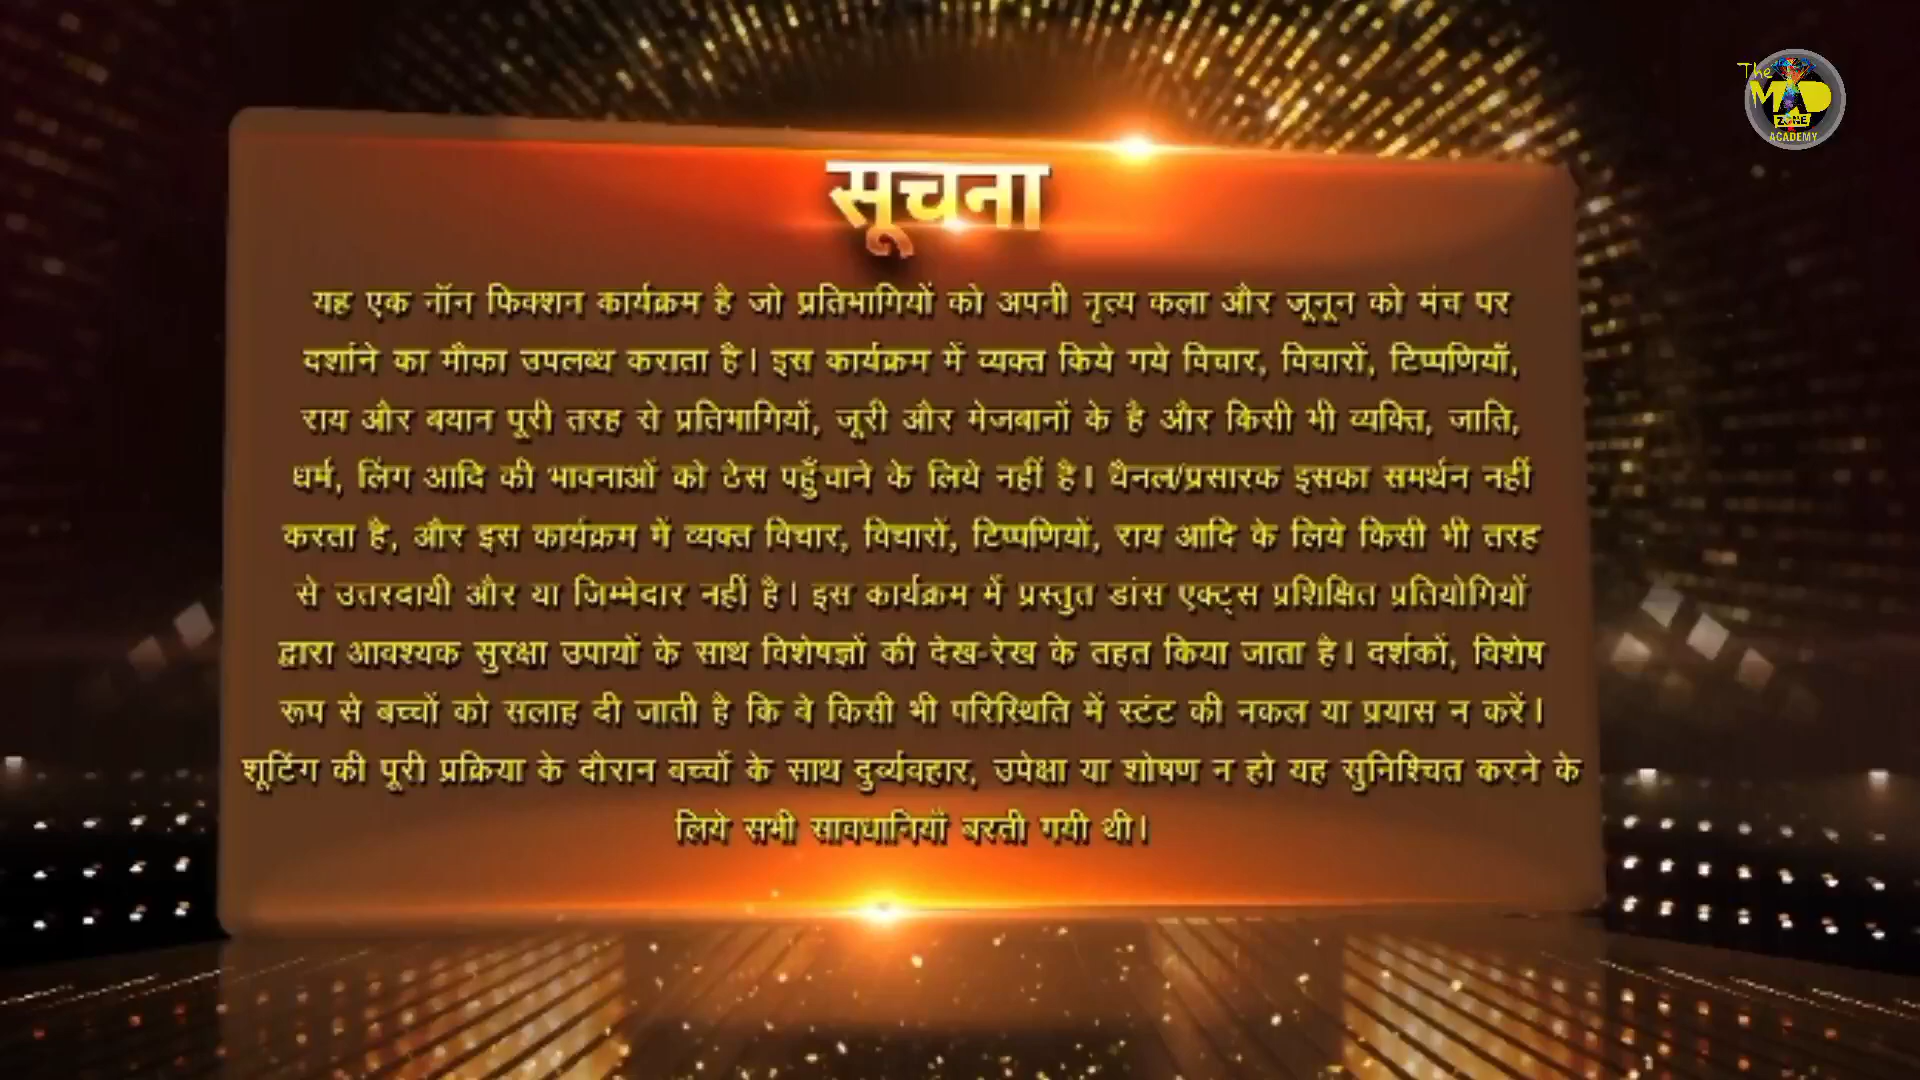 The
MAD
ZONE
ACADEMY
सूचना
यह एक नॉन फिक्शन कार्यक्रम है जो प्रतिभागियों को अपनी नृत्य कला और जूनून को मंच पर
दर्शाने का मौका उपलब्ध कराता है। इस कार्यक्रम में व्यक्त किये गये विचार, विचारों, टिप्पणियाँ,
राय और बयान पूरी तरह से प्रतिभागियों, जूरी और मेजबानों के है और किसी भी व्यक्ति, जाति,
धर्म, लिंग आदि की भावनाओं को टेस पहुँचाने के लिये नहीं है। चैनल/प्रसारक इसका समर्थन नहीं
करता है, और इस कार्यक्रम में व्यक्त विचार, विचारों, टिप्पणियों, राय आदि के लिये किसी भी तरह
से उत्तरदायी और या जिम्मेदार नहीं है। इस कार्यक्रम में प्रस्तुत डांस एक्ट्स प्रशिक्षित प्रतियोगियों
द्वारा आवश्यक सुरक्षा उपायों के साथ विशेषज्ञों की देख-रेख के तहत किया जाता है। दर्शकों, विशेष
रूप से बच्चों को सलाह दी जाती है कि वे किसी भी परिस्थिति में स्टंट की नकल या प्रयास न करें।
शूटिंग की पूरी प्रक्रिया के दौरान बच्चों के साथ दुर्व्यवहार, उपेक्षा या शोषण न हो यह सुनिश्चित करने के
लिये सभी सावधानियाँ बरती गयी थी।